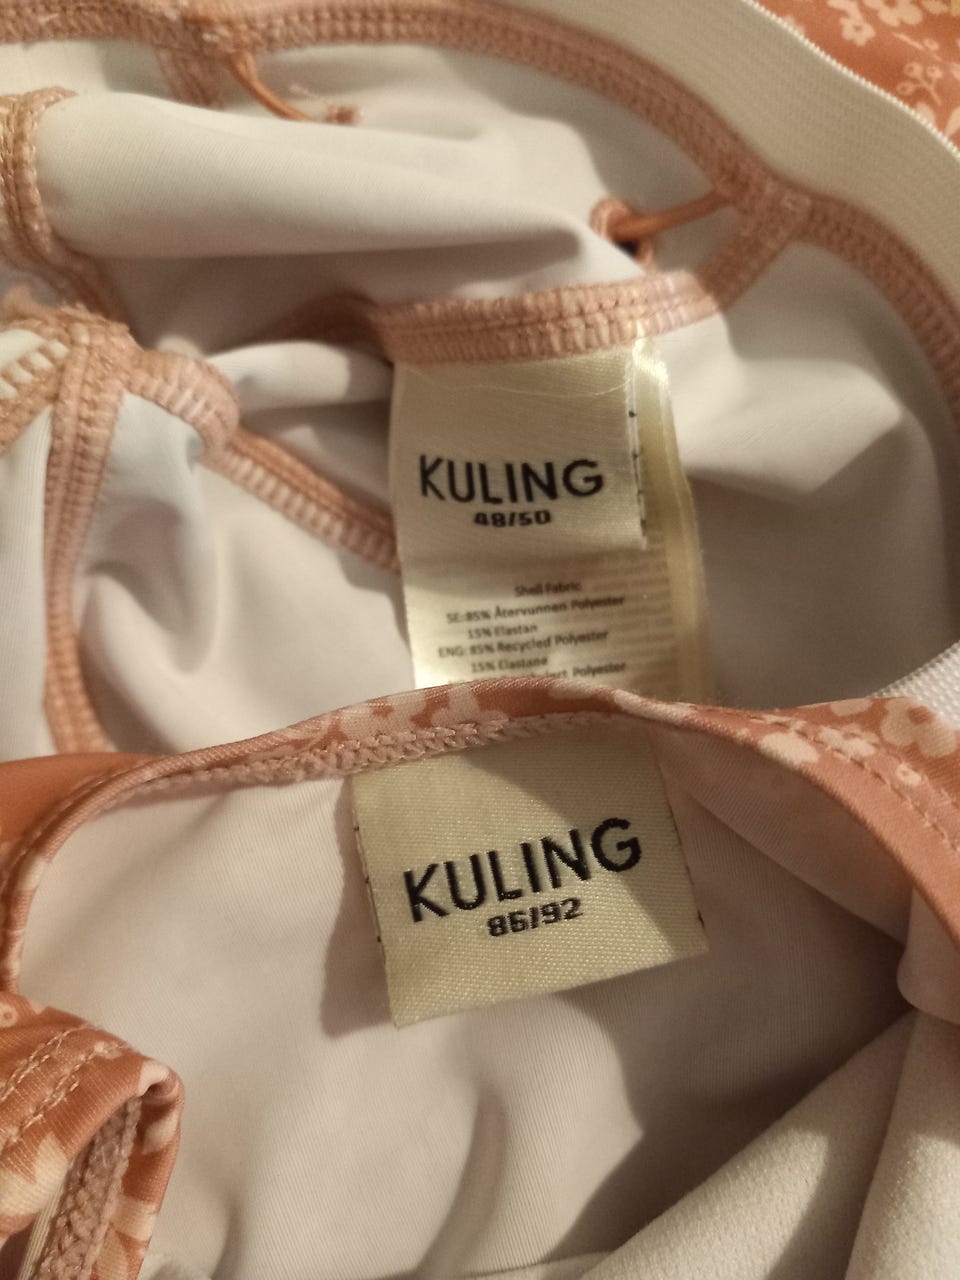 KULING
48/50
Shell Fabric
SE:85% Återvunnen Polyester
15% Elastan
ENG: 85% Recycled Polyester
15% Elastane
Polyester
KULING
86/92